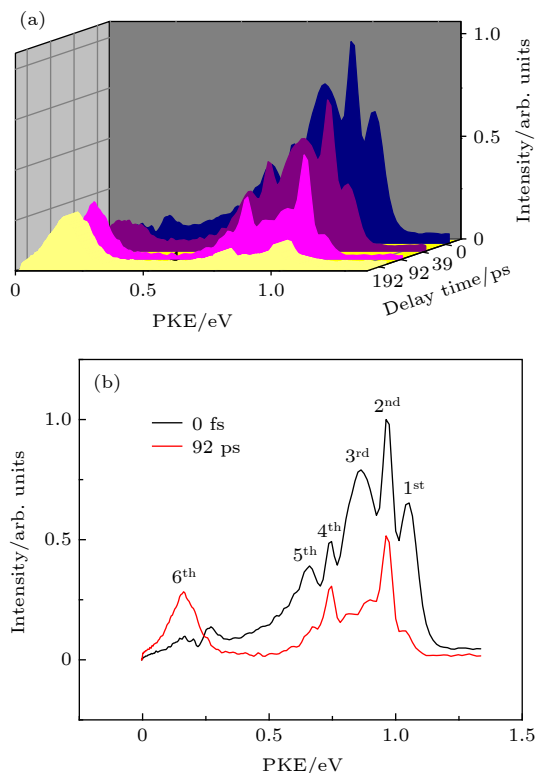 (a)
1.0
0.5
0
Intensity/arb. units
0
39
92
192
Delay time/ps
0
0.5
1.0
PKE/eV
(b)
0 fs
92 ps
1st
2nd
3rd
4th
5th
6th
1.0
0.5
0
Intensity/arb. units
0
0.5
1.0
1.5
PKE/eV